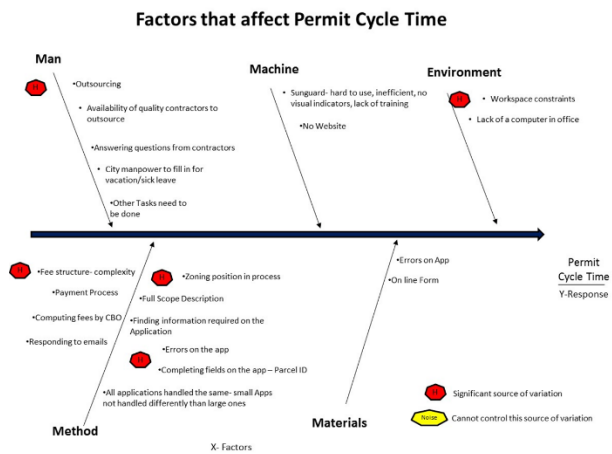 Factors that affect Permit Cycle Time
Man
Machine
Environment
H
•Outsourcing
• Availability of quality contractors to
outsource
•Answering questions from contractors
• City manpower to fill in for
vacation/sick leave
•Other Tasks need to
be done
• Sunguard- hard to use, inefficient, no
visual indicators, lack of training
•No Website
H
• Workspace constraints
• Lack of a computer in office
H
•Fee structure- complexity
•Payment Process
•Computing fees by CBO
•Responding to emails
H
•Zoning position in process
•Full Scope Description
•Finding information required on the
Application
H
•Errors on the app
•Completing fields on the app – Parcel ID
•All applications handled the same- small Apps
not handled differently than large ones
•Errors on App
•On line Form
Permit
Cycle Time
Y-Response
Method
Materials
X- Factors
H
Significant source of variation
Noise
Cannot control this source of variation